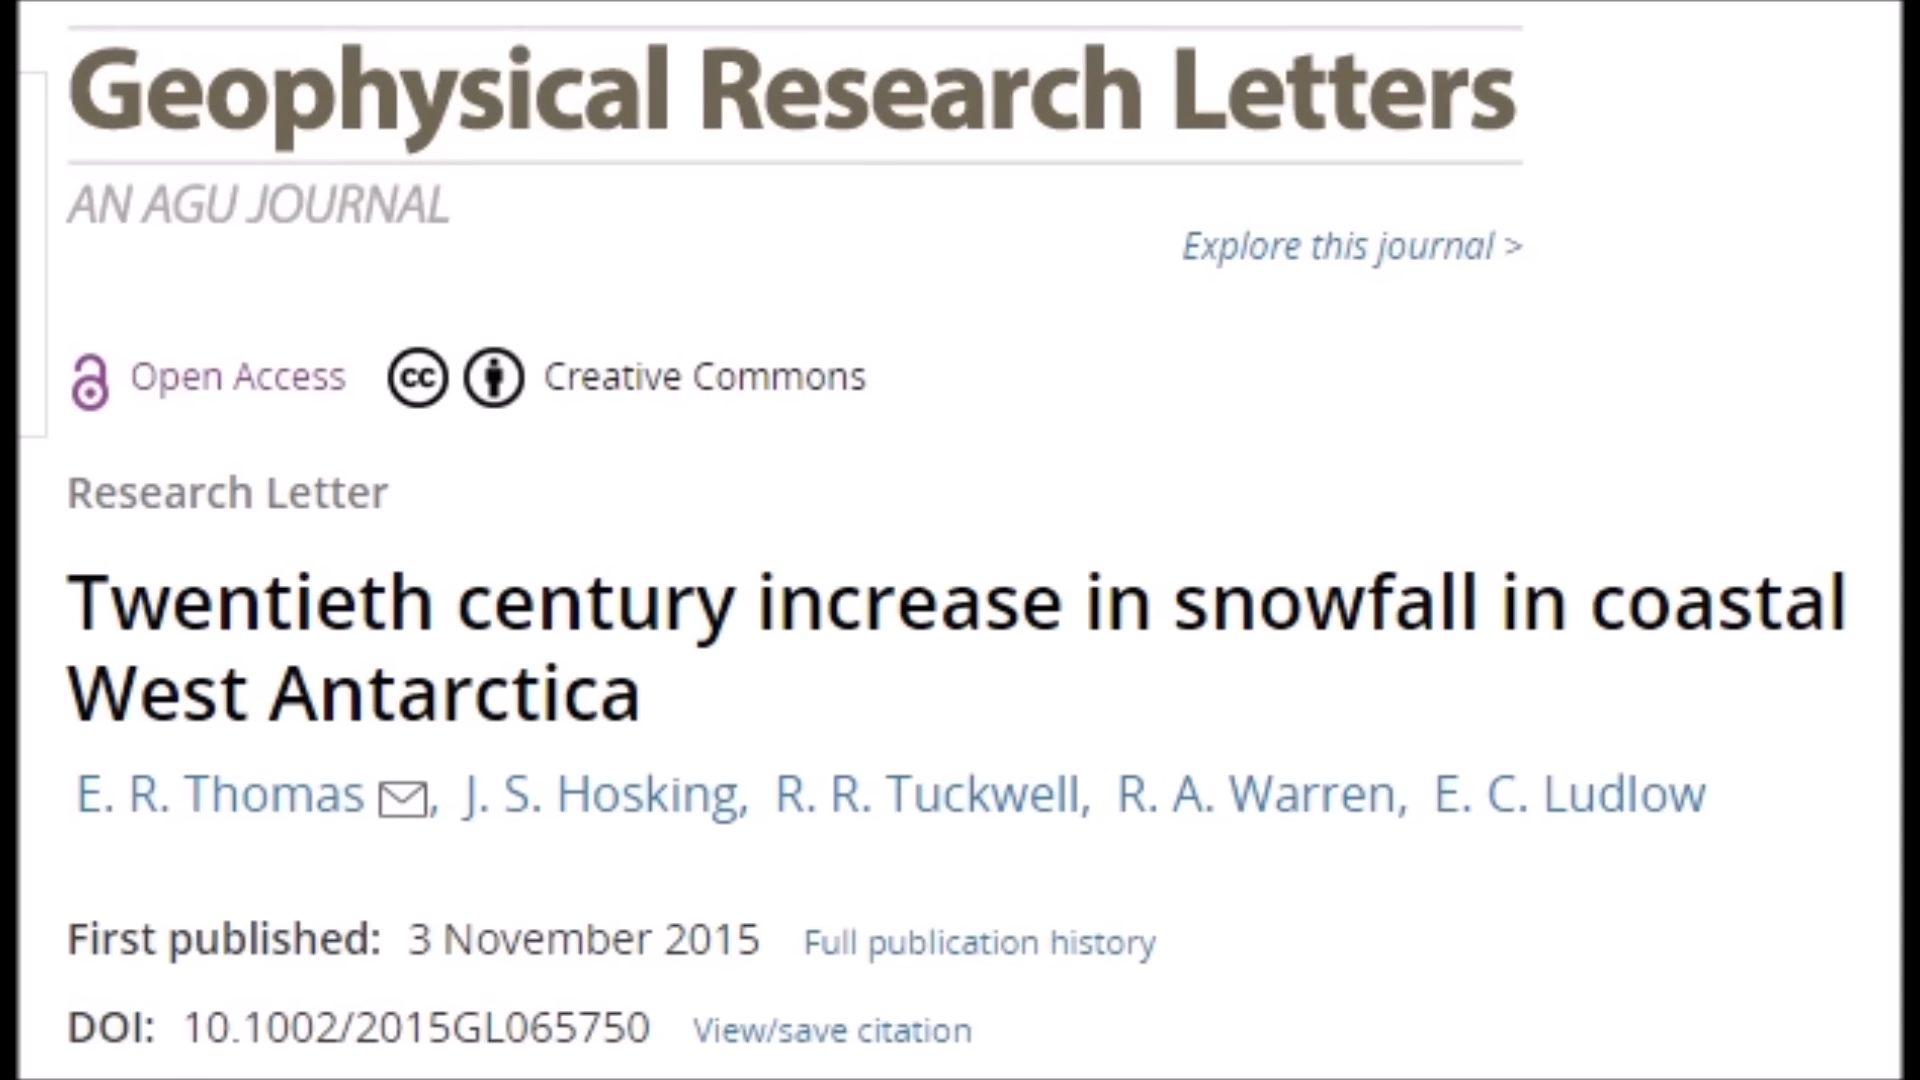 Geophysical Research Letters
AN AGU JOURNAL
Explore this journal >
Open Access cc Creative Commons
Research Letter
Twentieth century increase in snowfall in coastal
West Antarctica
E. R. Thomas, J. S. Hosking, R. R. Tuckwell, R. A. Warren, E. C. Ludlow
First published: 3 November 2015 Full publication history
DOI: 10.1002/2015GL065750 View/save citation